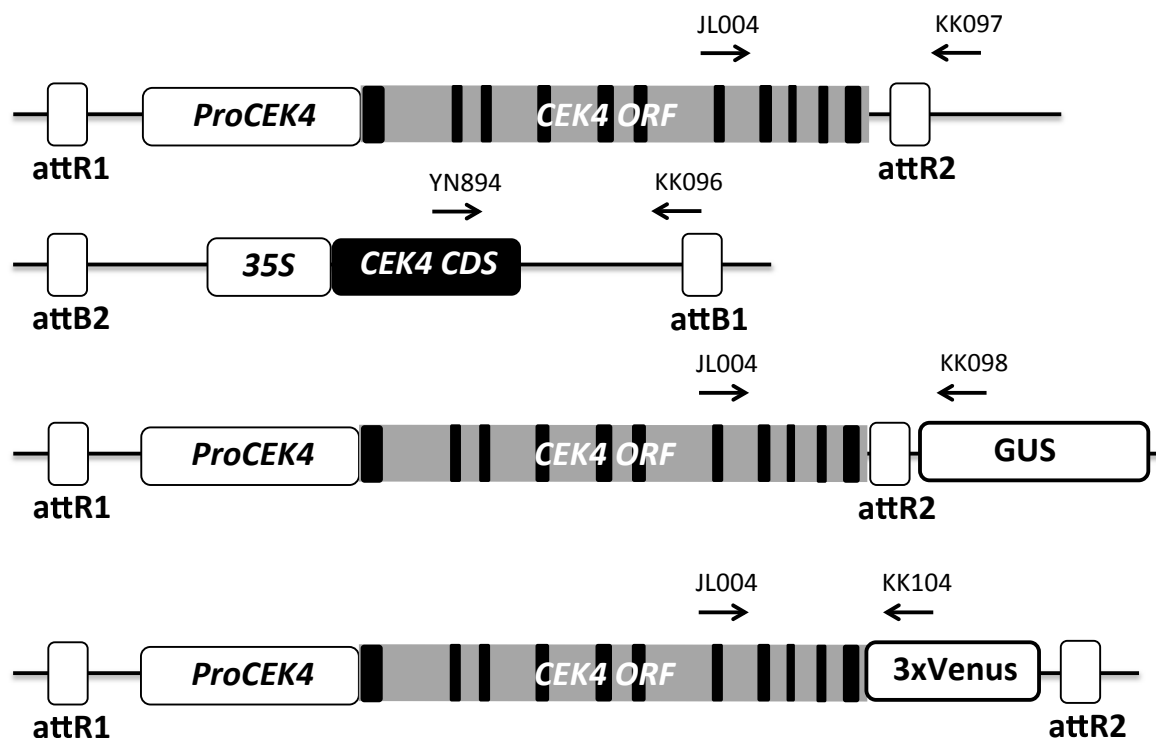 JL004 KK097
ProCEK4 CEK4 ORF
attR1 attR2
YN894 KK096
35S CEK4 CDS
attB2 attB1
JL004 KK098
ProCEK4 CEK4 ORF GUS
attR1 attR2
JL004 KK104
ProCEK4 CEK4 ORF 3xVenus
attR1 attR2